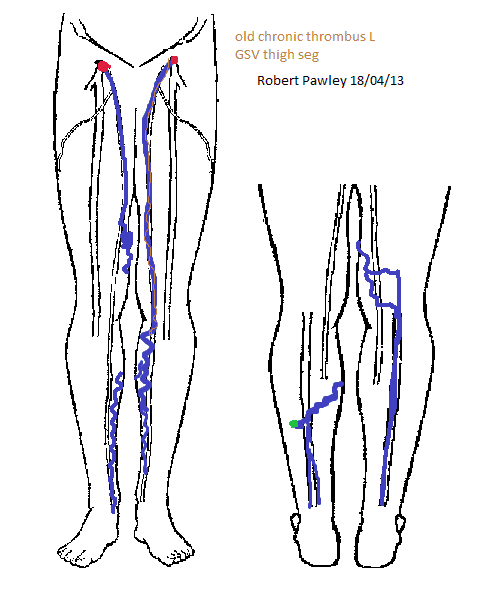 old chronic thrombus L
GSV thigh seg
Robert Pawley 18/04/13